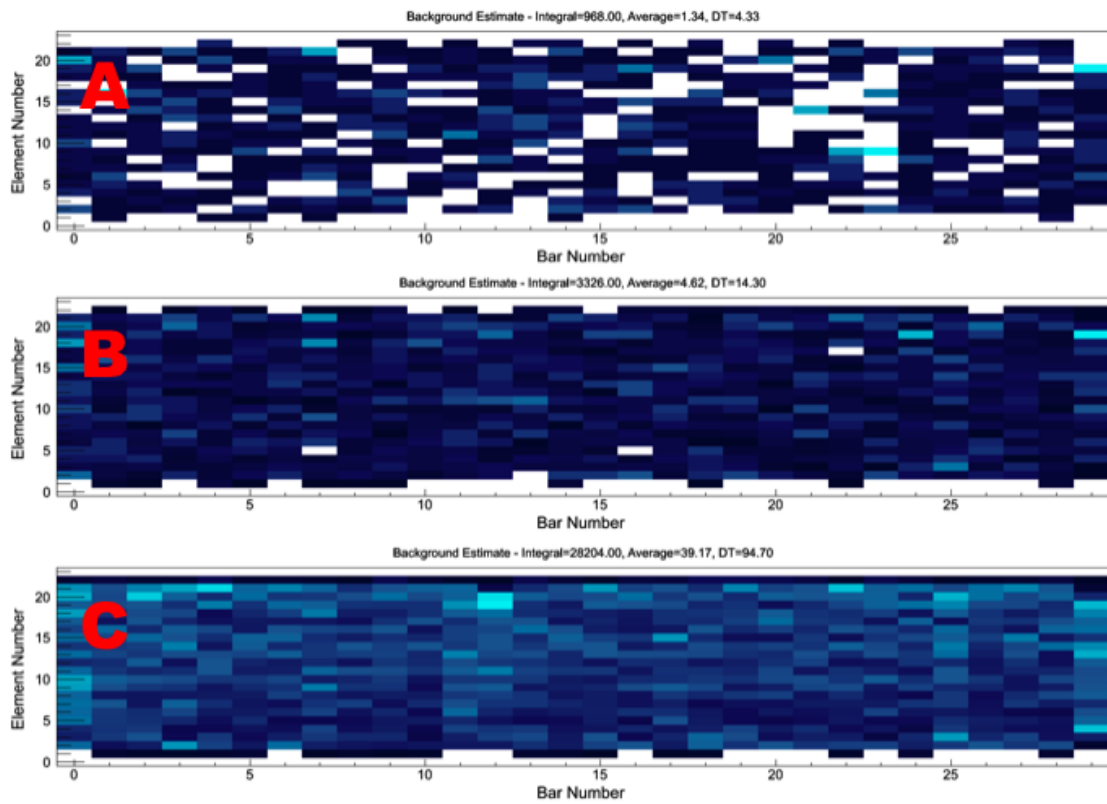 Background Estimate - Integral=968.00, Average=1.34, DT=4.33
A
Element Number
20
15
10
5
0
0 5 10 15 20 25
Bar Number
Background Estimate - Integral=3326.00, Average=4.62, DT=14.30
B
Element Number
20
15
10
5
0
0 5 10 15 20 25
Bar Number
Background Estimate - Integral=28204.00, Average=39.17, DT=94.70
C
Element Number
20
15
10
5
0
0 5 10 15 20 25
Bar Number